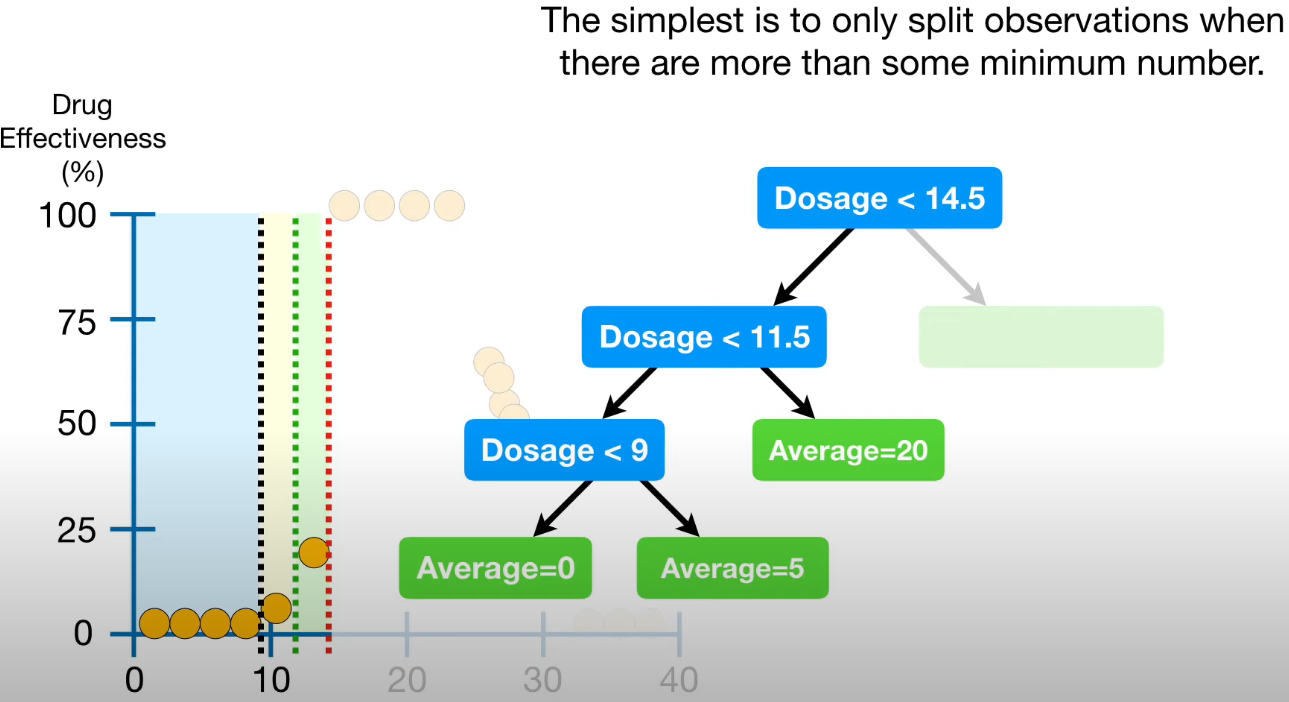 The simplest is to only split observations when
there are more than some minimum number.
Drug
Effectiveness
(%)
100
75
50
25
0
0
10
20
30
40
Dosage < 14.5
Dosage < 11.5
Dosage < 9
Average=20
Average=0
Average=5